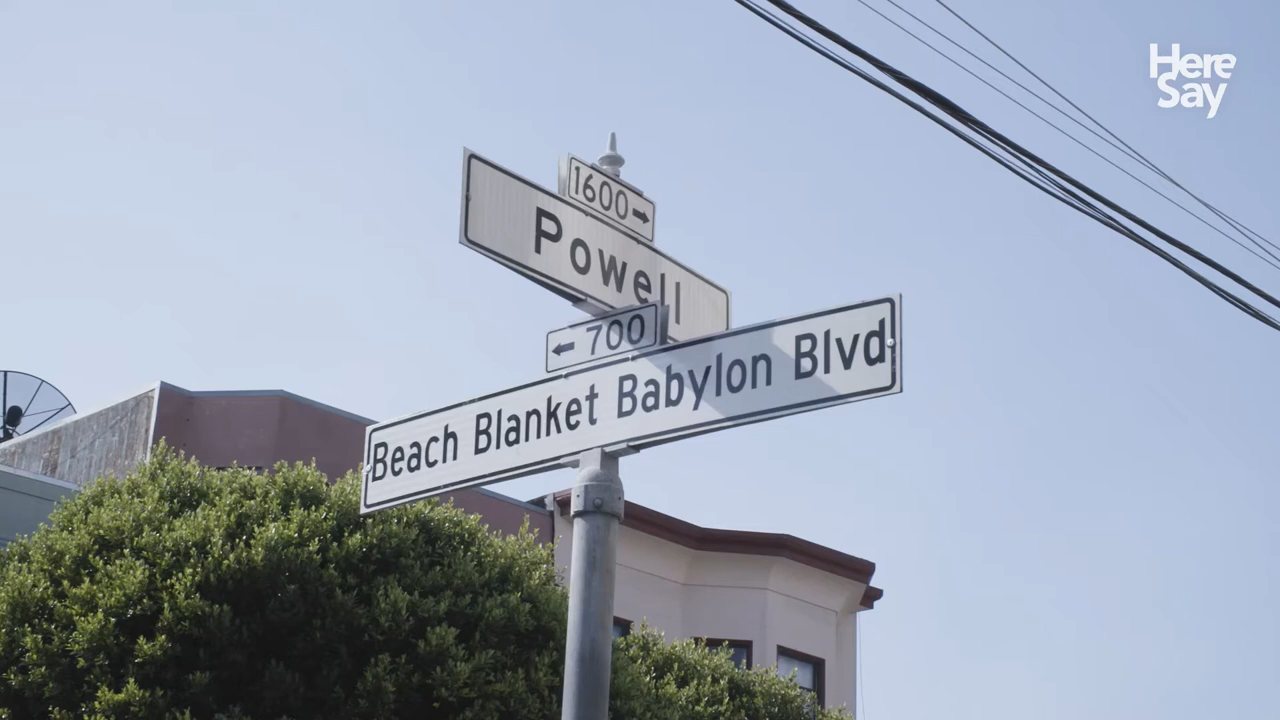 Here
Say
1600→
Powell
←700
Beach Blanket Babylon Blvd